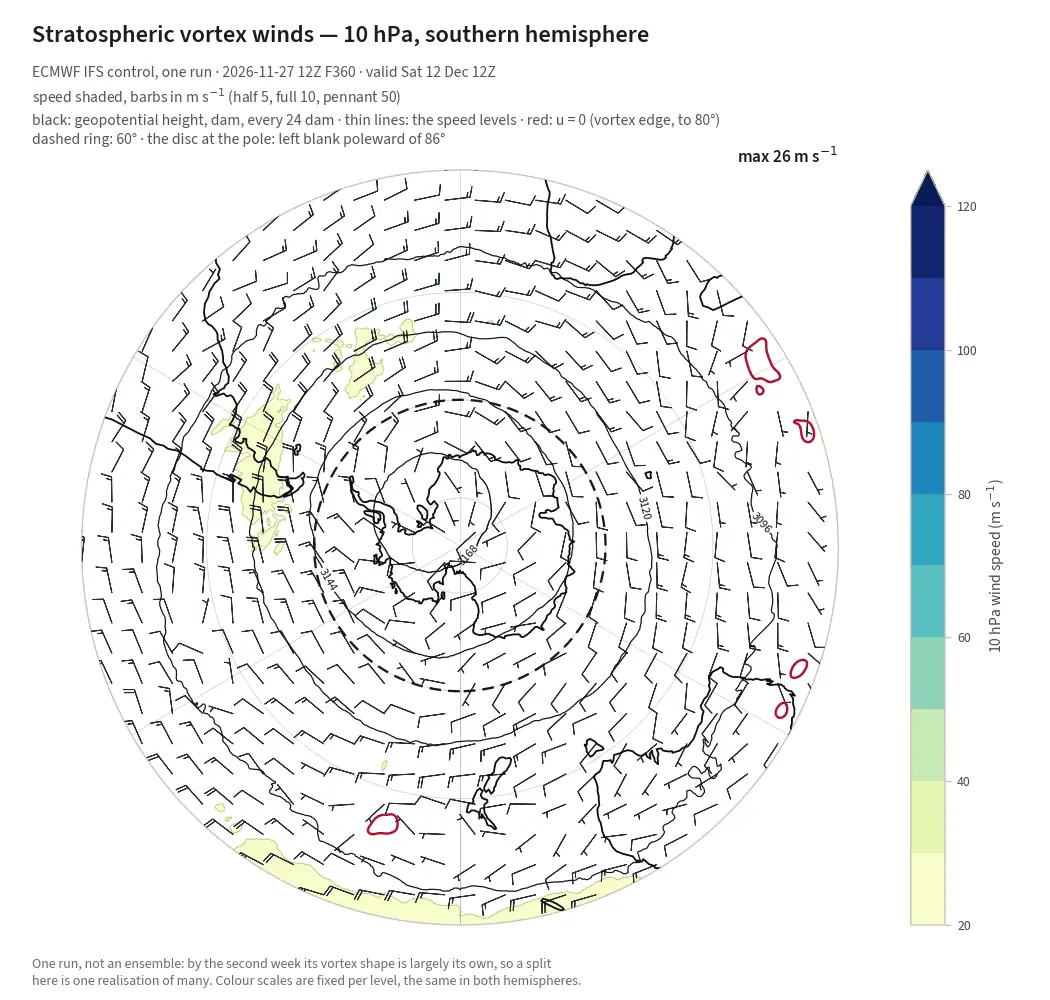 Stratospheric vortex winds — 10 hPa, southern hemisphere
ECMWF IFS control, one run · 2026-11-27 12Z F360 · valid Sat 12 Dec 12Z
speed shaded, barbs in m s⁻¹ (half 5, full 10, pennant 50)
black: geopotential height, dam, every 24 dam · thin lines: the speed levels · red: u = 0 (vortex edge, to 80°)
dashed ring: 60° · the disc at the pole: left blank poleward of 86°
max 26 m s⁻¹
120
100
80
60
40
20
10 hPa wind speed (m s⁻¹)
3120
3096
3168
3144
One run, not an ensemble: by the second week its vortex shape is largely its own, so a split
here is one realisation of many. Colour scales are fixed per level, the same in both hemispheres.